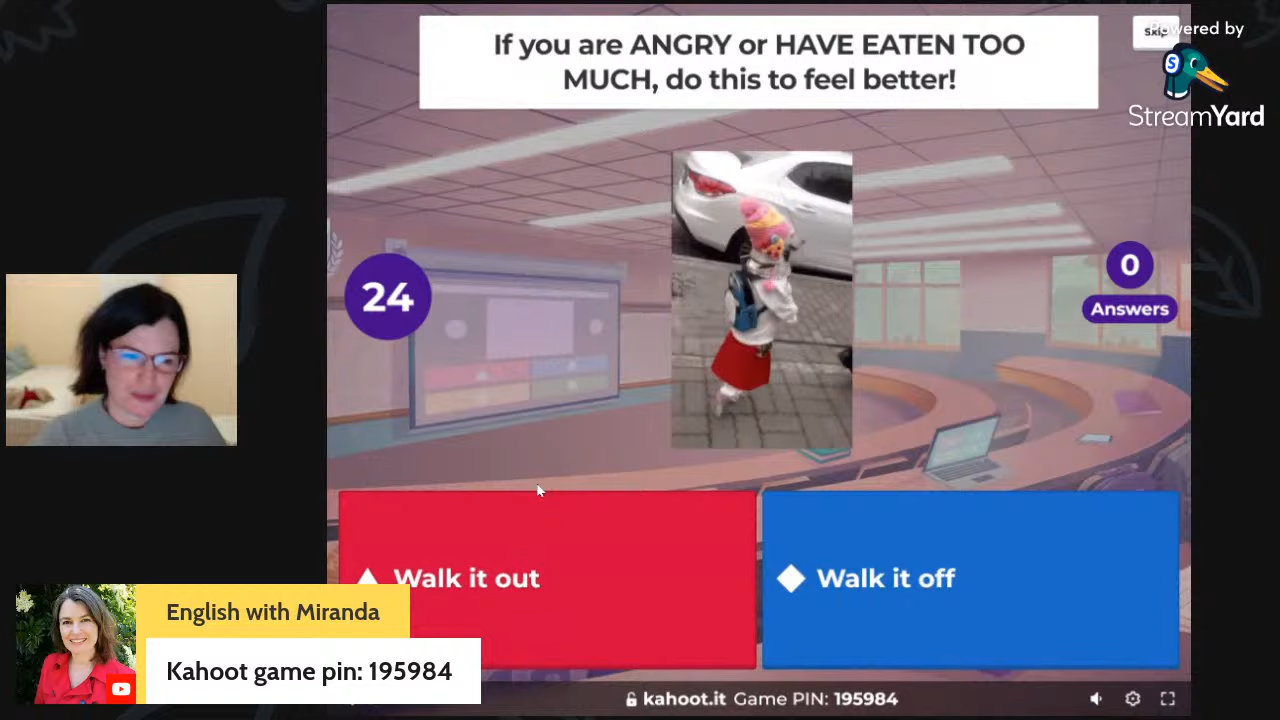 If you are ANGRY or HAVE EATEN TOO
MUCH, do this to feel better!
Skip
Powered by
S
StreamYard
24
0
Answers
Walk it out
Walk it off
English with Miranda
Kahoot game pin: 195984
kahoot.it Game PIN: 195984